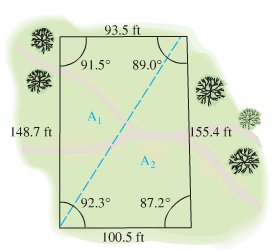 93.5 ft
91.5° 89.0°
A₁
148.7 ft 155.4 ft
A₂
92.3° 87.2°
100.5 ft